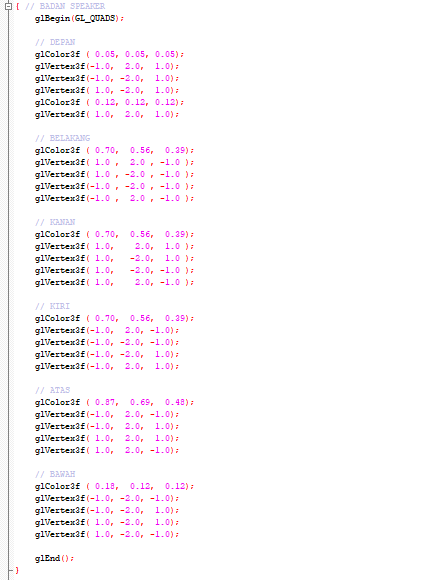 { // BADAN SPEAKER
glBegin(GL_QUADS);
// DEPAN
glColor3f ( 0.05, 0.05, 0.05);
glVertex3f(-1.0, 2.0, 1.0);
glVertex3f(-1.0, -2.0, 1.0);
glVertex3f( 1.0, -2.0, 1.0);
glColor3f ( 0.12, 0.12, 0.12);
glVertex3f( 1.0, 2.0, 1.0);
// BELAKANG
glColor3f ( 0.70, 0.56, 0.39);
glVertex3f( 1.0 , 2.0 , -1.0 );
glVertex3f( 1.0 , -2.0 , -1.0 );
glVertex3f(-1.0 , -2.0 , -1.0 );
glVertex3f(-1.0 , 2.0 , -1.0 );
// KANAN
glColor3f ( 0.70, 0.56, 0.39);
glVertex3f( 1.0, 2.0, 1.0 );
glVertex3f( 1.0, -2.0, 1.0 );
glVertex3f( 1.0, -2.0, -1.0 );
glVertex3f( 1.0, 2.0, -1.0 );
// KIRI
glColor3f ( 0.70, 0.56, 0.39);
glVertex3f(-1.0, 2.0, -1.0);
glVertex3f(-1.0, -2.0, -1.0);
glVertex3f(-1.0, -2.0, 1.0);
glVertex3f(-1.0, 2.0, 1.0);
// ATAS
glColor3f ( 0.87, 0.69, 0.48);
glVertex3f(-1.0, 2.0, -1.0);
glVertex3f(-1.0, 2.0, 1.0);
glVertex3f( 1.0, 2.0, 1.0);
glVertex3f( 1.0, 2.0, -1.0);
// BAWAH
glColor3f ( 0.18, 0.12, 0.12);
glVertex3f(-1.0, -2.0, -1.0);
glVertex3f(-1.0, -2.0, 1.0);
glVertex3f( 1.0, -2.0, 1.0);
glVertex3f( 1.0, -2.0, -1.0);
glEnd();
}